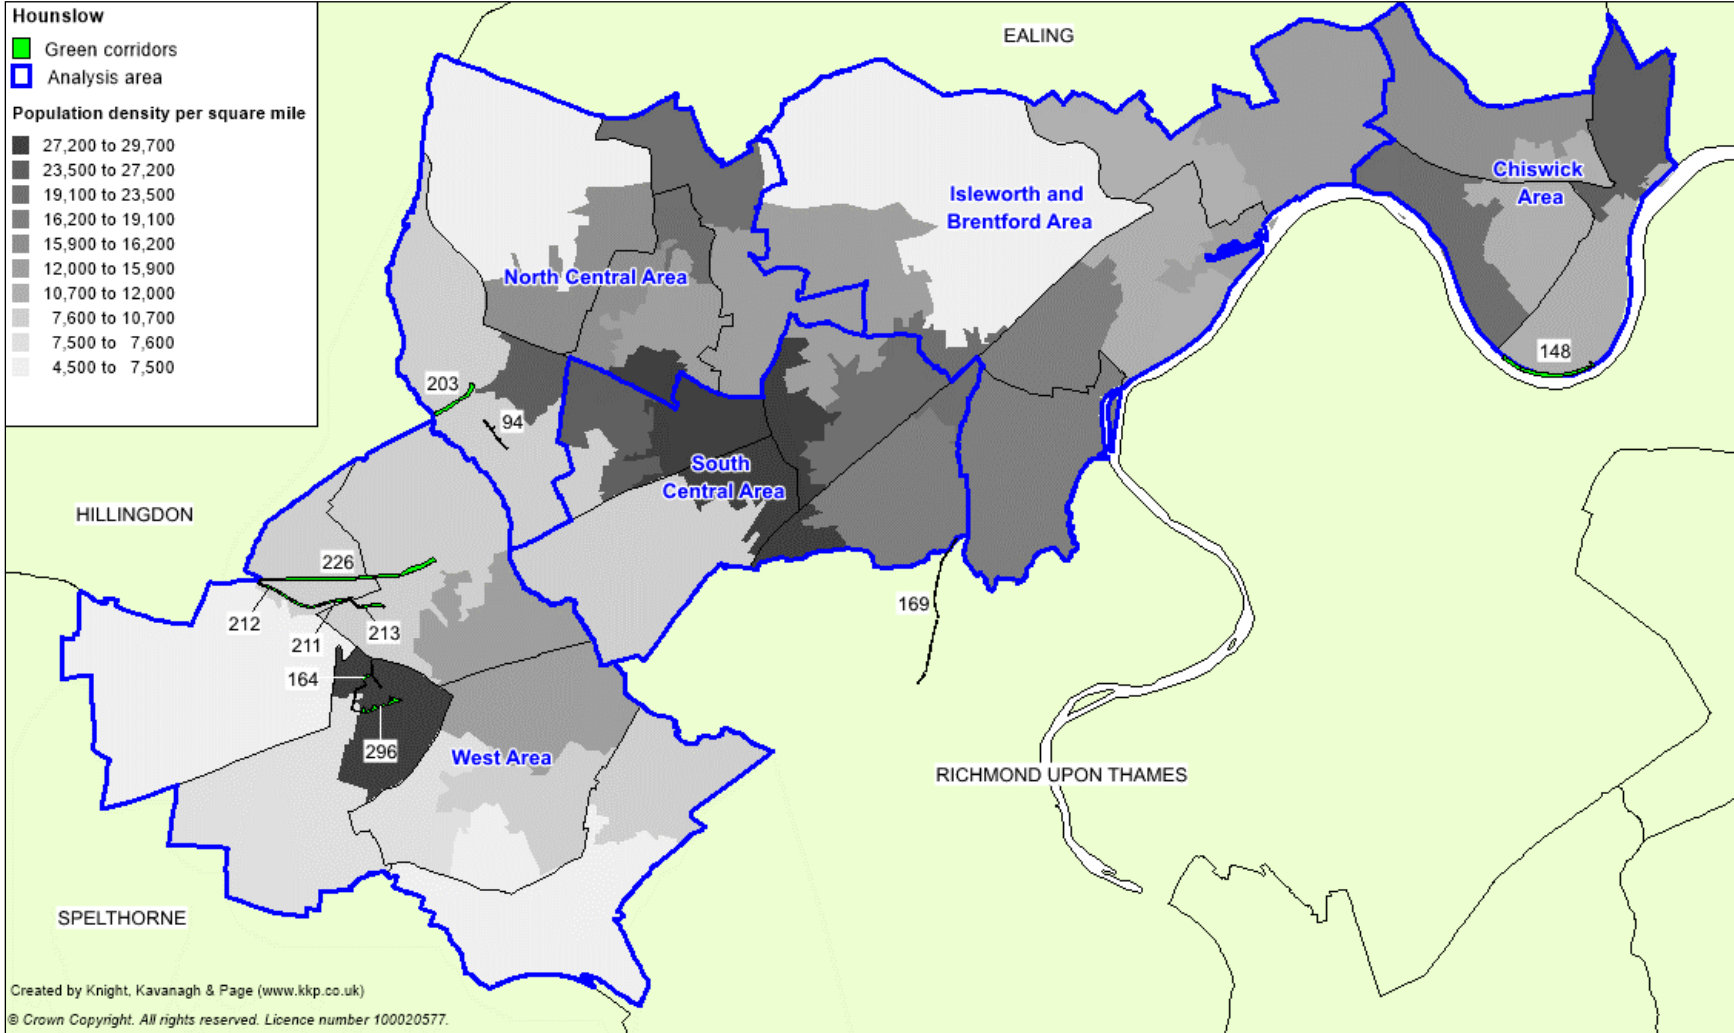 Hounslow
Green corridors
Analysis area
Population density per square mile
27,200 to 29,700
23,500 to 27,200
19,100 to 23,500
16,200 to 19,100
15,900 to 16,200
12,000 to 15,900
10,700 to 12,000
7,600 to 10,700
7,500 to 7,600
4,500 to 7,500
EALING
Chiswick
Area
Isleworth and
Brentford Area
North Central Area
148
203
94
South
Central Area
HILLINGDON
226
212
211
213
169
164
296
West Area
RICHMOND UPON THAMES
SPELTHORNE
Created by Knight, Kavanagh & Page (www.kkp.co.uk)
© Crown Copyright. All rights reserved. Licence number 100020577.